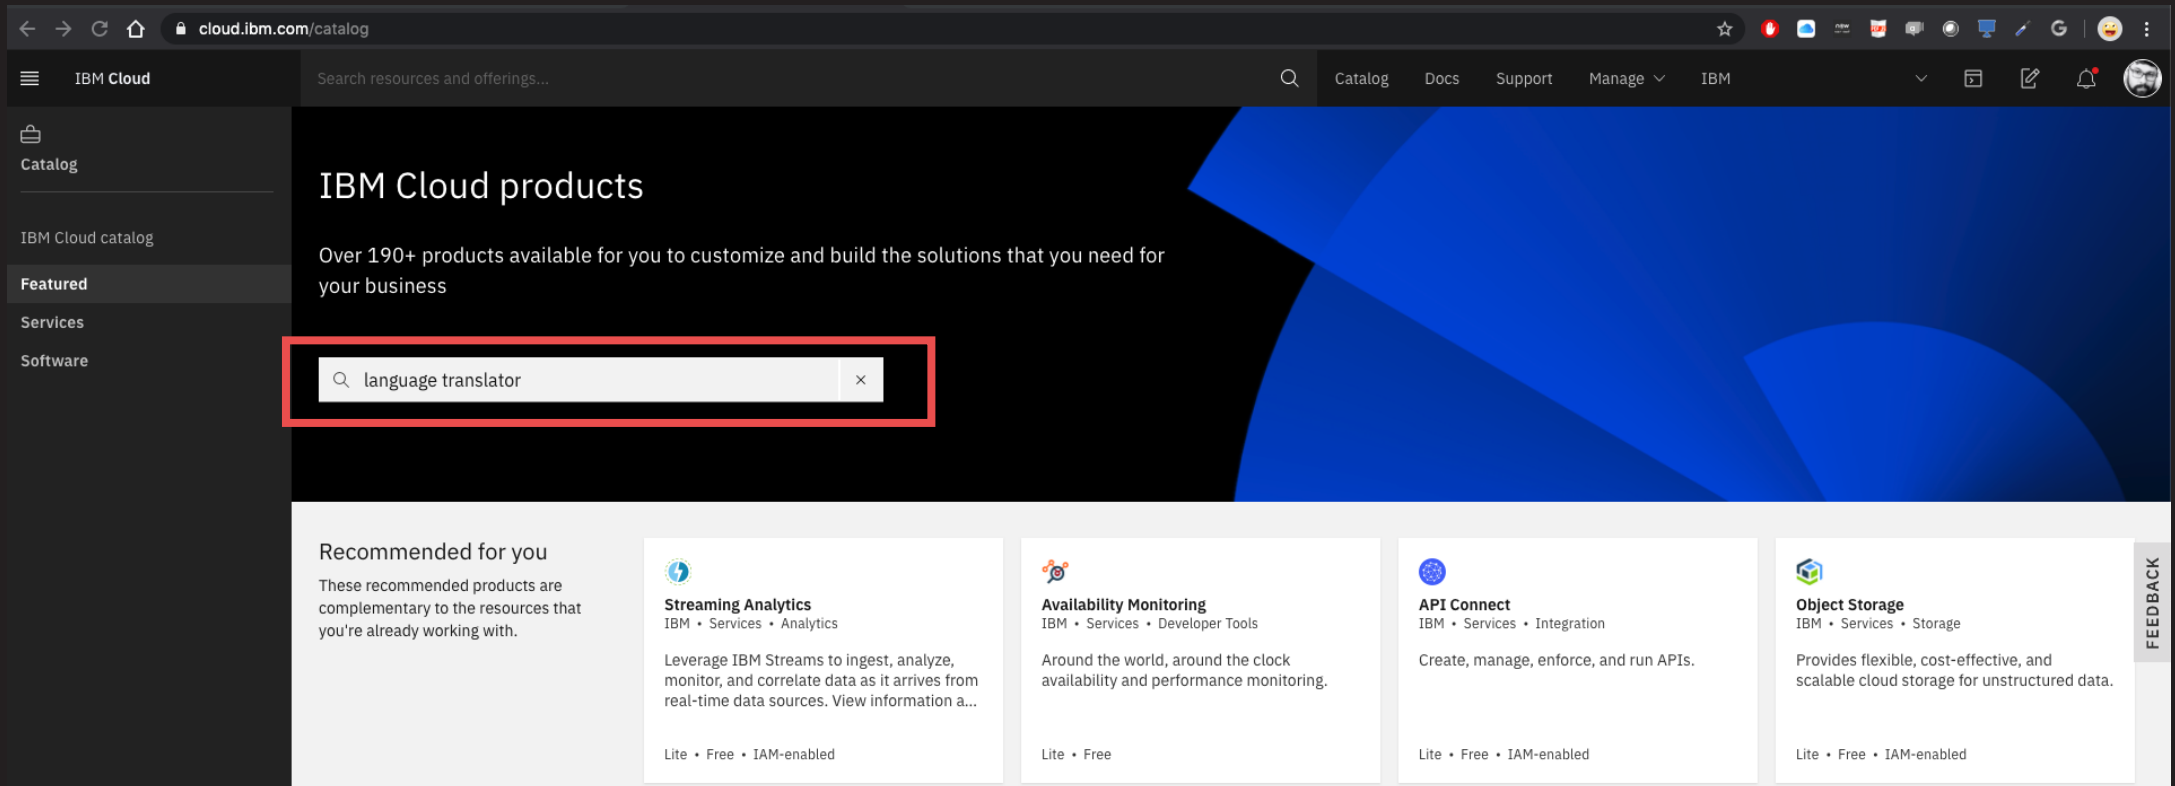 cloud.ibm.com/catalog
IBM Cloud
Search resources and offerings...
Catalog
Docs
Support
Manage
IBM
Catalog
IBM Cloud catalog
Featured
Services
Software
IBM Cloud products
Over 190+ products available for you to customize and build the solutions that you need for
your business
language translator
Recommended for you
These recommended products are
complementary to the resources that
you're already working with.
Streaming Analytics
IBM • Services • Analytics
Leverage IBM Streams to ingest, analyze,
monitor, and correlate data as it arrives from
real-time data sources. View information a...
Lite • Free • IAM-enabled
Availability Monitoring
IBM • Services • Developer Tools
Around the world, around the clock
availability and performance monitoring.
Lite • Free
API Connect
IBM • Services • Integration
Create, manage, enforce, and run APIs.
Lite • Free • IAM-enabled
Object Storage
IBM • Services • Storage
Provides flexible, cost-effective, and
scalable cloud storage for unstructured data.
Lite • Free • IAM-enabled
FEEDBACK